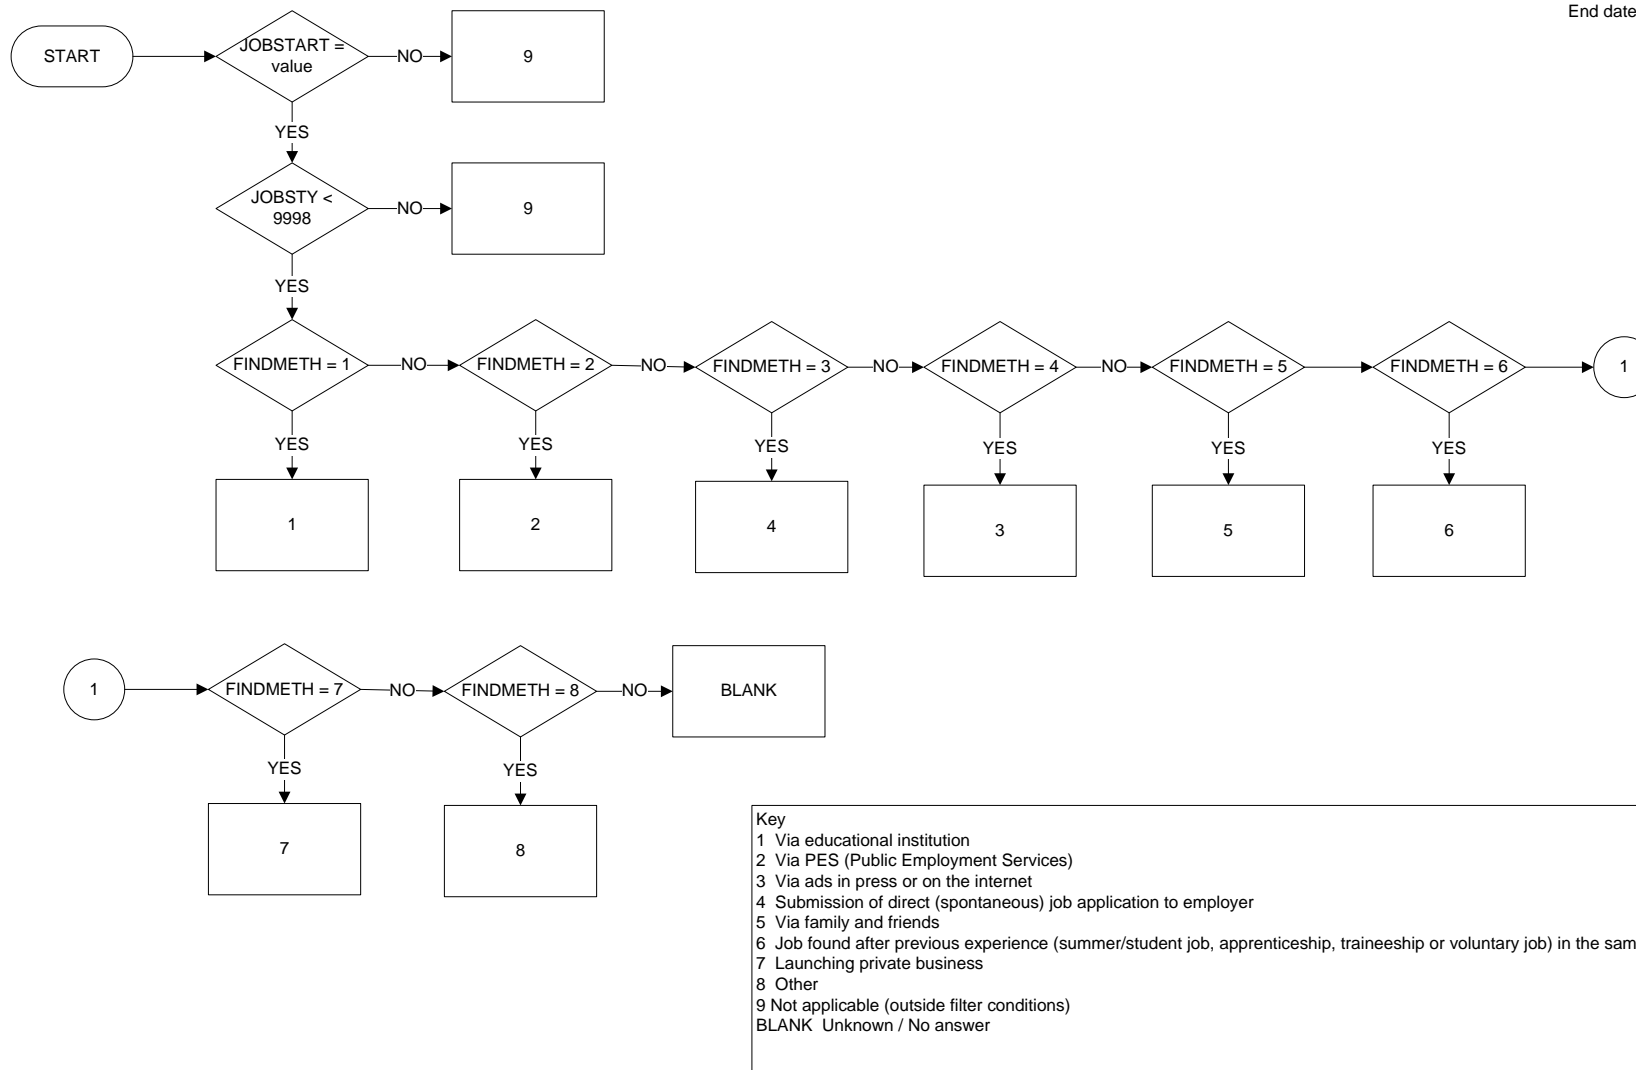 End date
START
JOBSTART =
value
NO
9
YES
JOBSTY <
9998
NO
9
YES
FINDMETH = 1
NO
FINDMETH = 2
NO
FINDMETH = 3
NO
FINDMETH = 4
NO
FINDMETH = 5
FINDMETH = 6
1
YES
YES
YES
YES
YES
YES
1
2
4
3
5
6
1
FINDMETH = 7
NO
FINDMETH = 8
NO
BLANK
YES
YES
7
8
Key
1 Via educational institution
2 Via PES (Public Employment Services)
3 Via ads in press or on the internet
4 Submission of direct (spontaneous) job application to employer
5 Via family and friends
6 Job found after previous experience (summer/student job, apprenticeship, traineeship or voluntary job) in the sam
7 Launching private business
8 Other
9 Not applicable (outside filter conditions)
BLANK Unknown / No answer